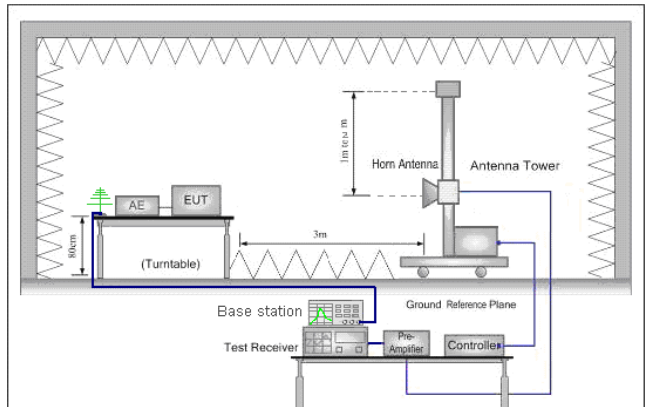 1m to 2 m
Horn Antenna
Antenna Tower
AE
EUT
3m
80cm
(Turntable)
Ground Reference Plane
Base station
Test Receiver
Pre-
Amplifier
Controller